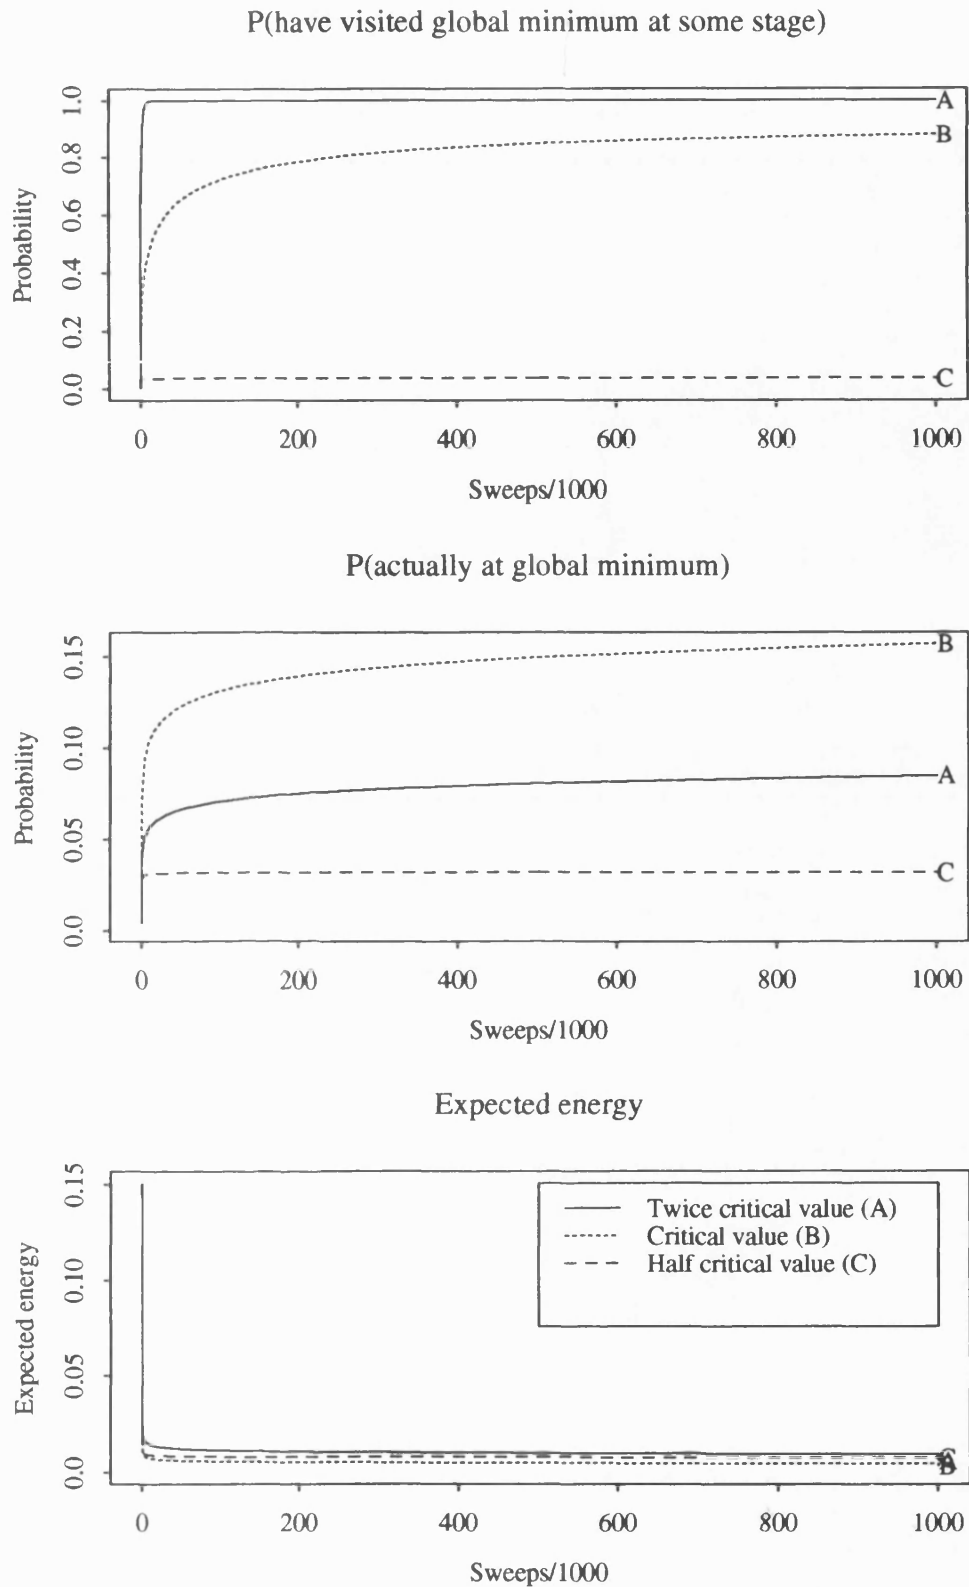 P(have visited global minimum at some stage)
Probability
1.0
0.8
0.6
0.4
0.2
0.0
A
B
C
0 200 400 600 800 1000
Sweeps/1000
P(actually at global minimum)
Probability
0.15
0.10
0.05
0.0
B
A
C
0 200 400 600 800 1000
Sweeps/1000
Expected energy
Expected energy
0.15
0.10
0.05
0.0
Twice critical value (A)
Critical value (B)
Half critical value (C)
C
A
B
0 200 400 600 800 1000
Sweeps/1000